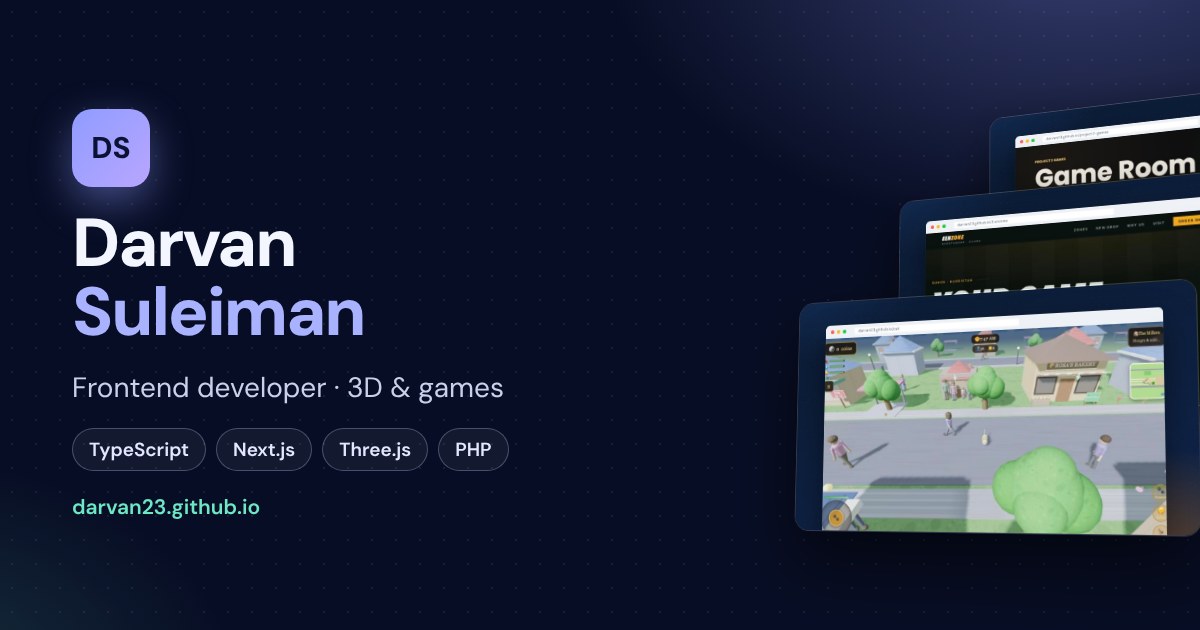 DS
Darvan
Suleiman
Frontend developer · 3D & games
TypeScript
Next.js
Three.js
PHP
darvan23.github.io
Game Room